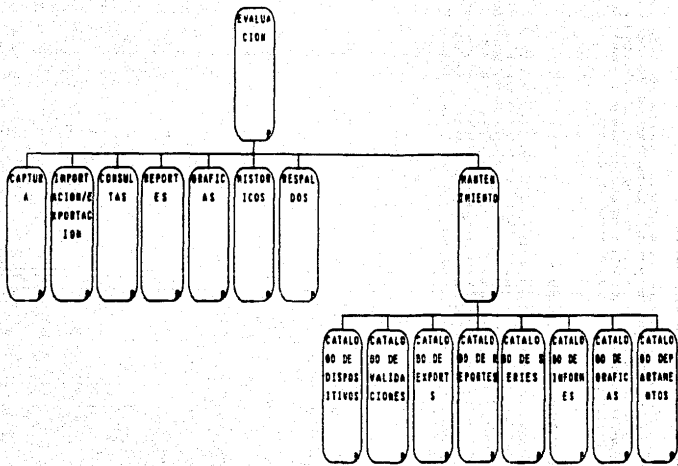 EVALUA
CION
CAPTUR
A
IMPORT
ACION/E
XPORTAC
ION
CONSUL
TAS
REPORT
ES
GRAFIC
AS
HISTOR
ICOS
RESPAL
DOS
MANTEN
IMIENTO
CATALO
GO DE
DISPOS
ITIVOS
CATALO
GO DE
VALIDA
CIONES
CATALO
GO DE
EXPORT
S
CATALO
GO DE R
EPORTES
CATALO
GO DE S
ERIES
CATALO
GO DE
INFORM
ES
CATALO
GO DE
GRAFIC
AS
CATALO
GO DEP
ARTAME
NTOS